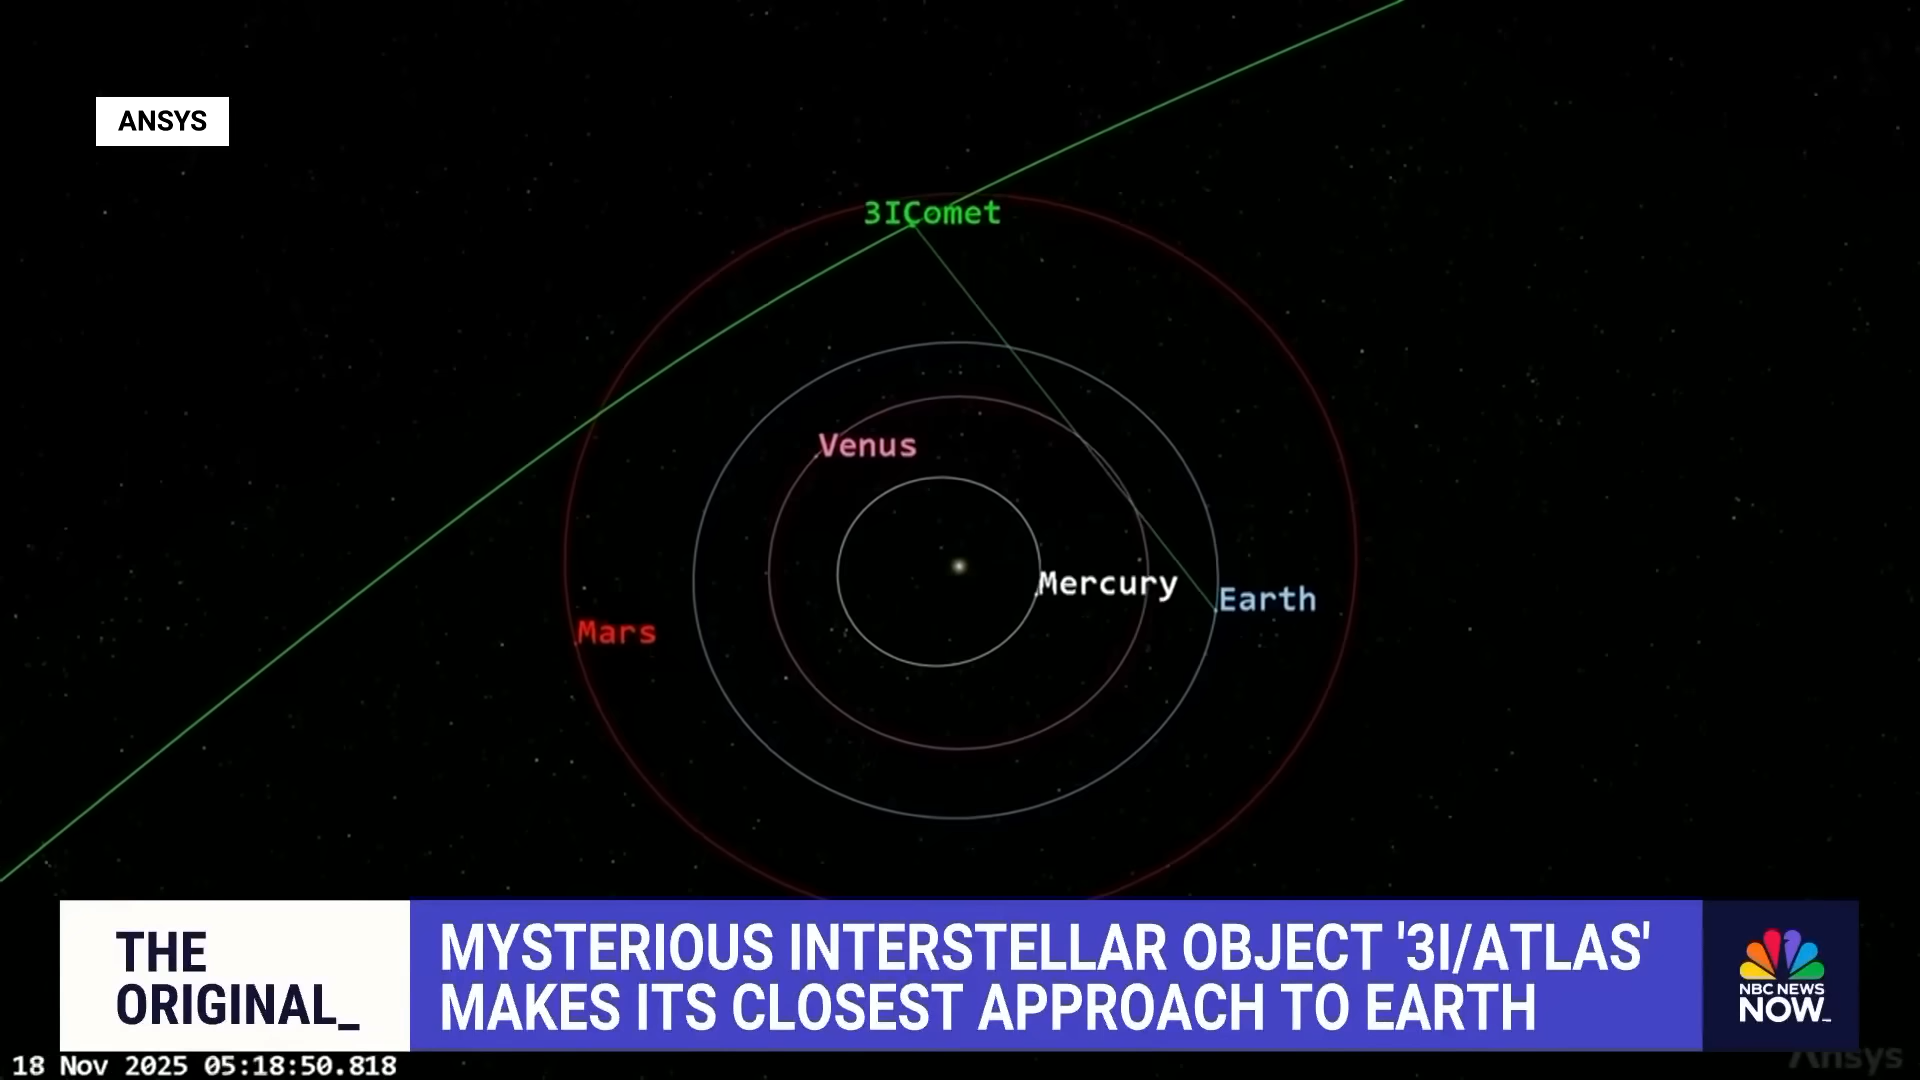 ANSYS
3IComet
Venus
Mercury
Earth
Mars
THE
ORIGINAL_
MYSTERIOUS INTERSTELLAR OBJECT '3I/ATLAS'
MAKES ITS CLOSEST APPROACH TO EARTH
NBC NEWS
NOW_
18 Nov 2025 05:18:50.818
Ansys